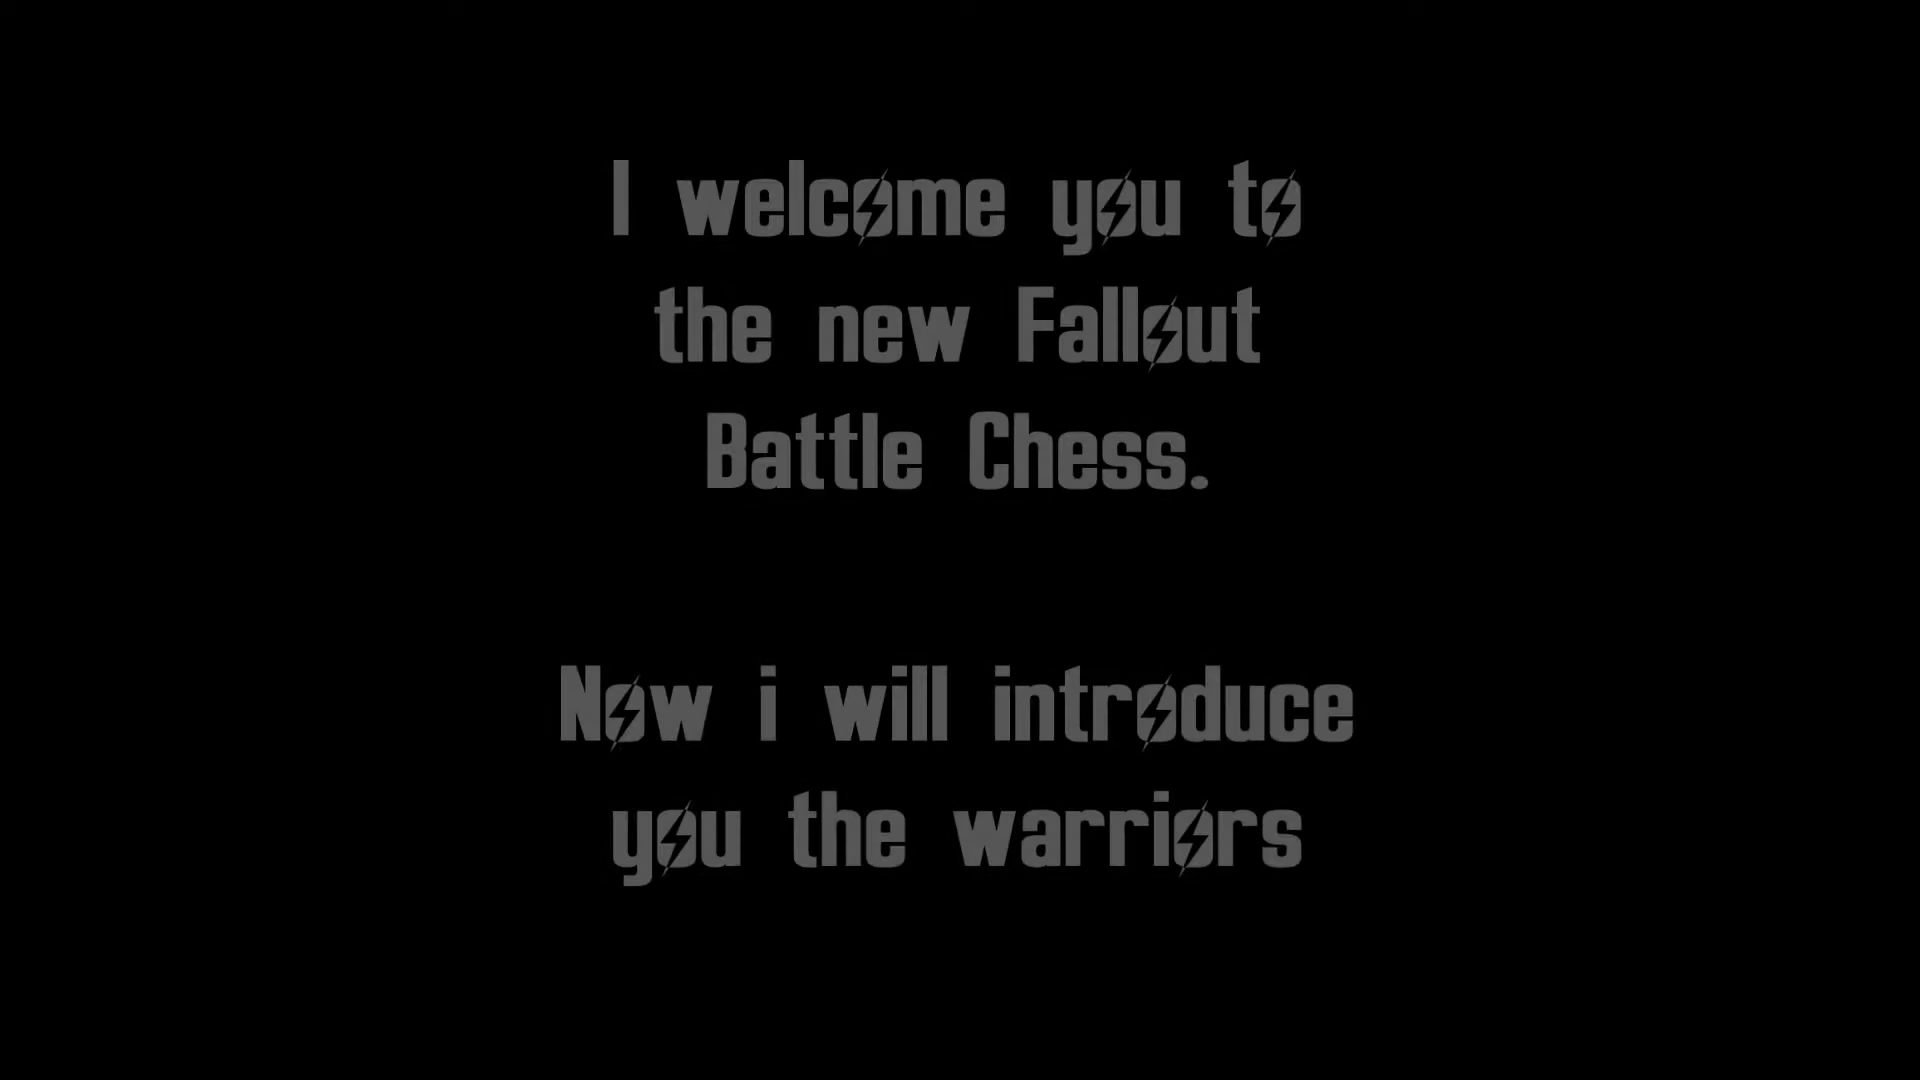 I welcome you to
the new Fallout
Battle Chess.
Now i will introduce
you the warriors